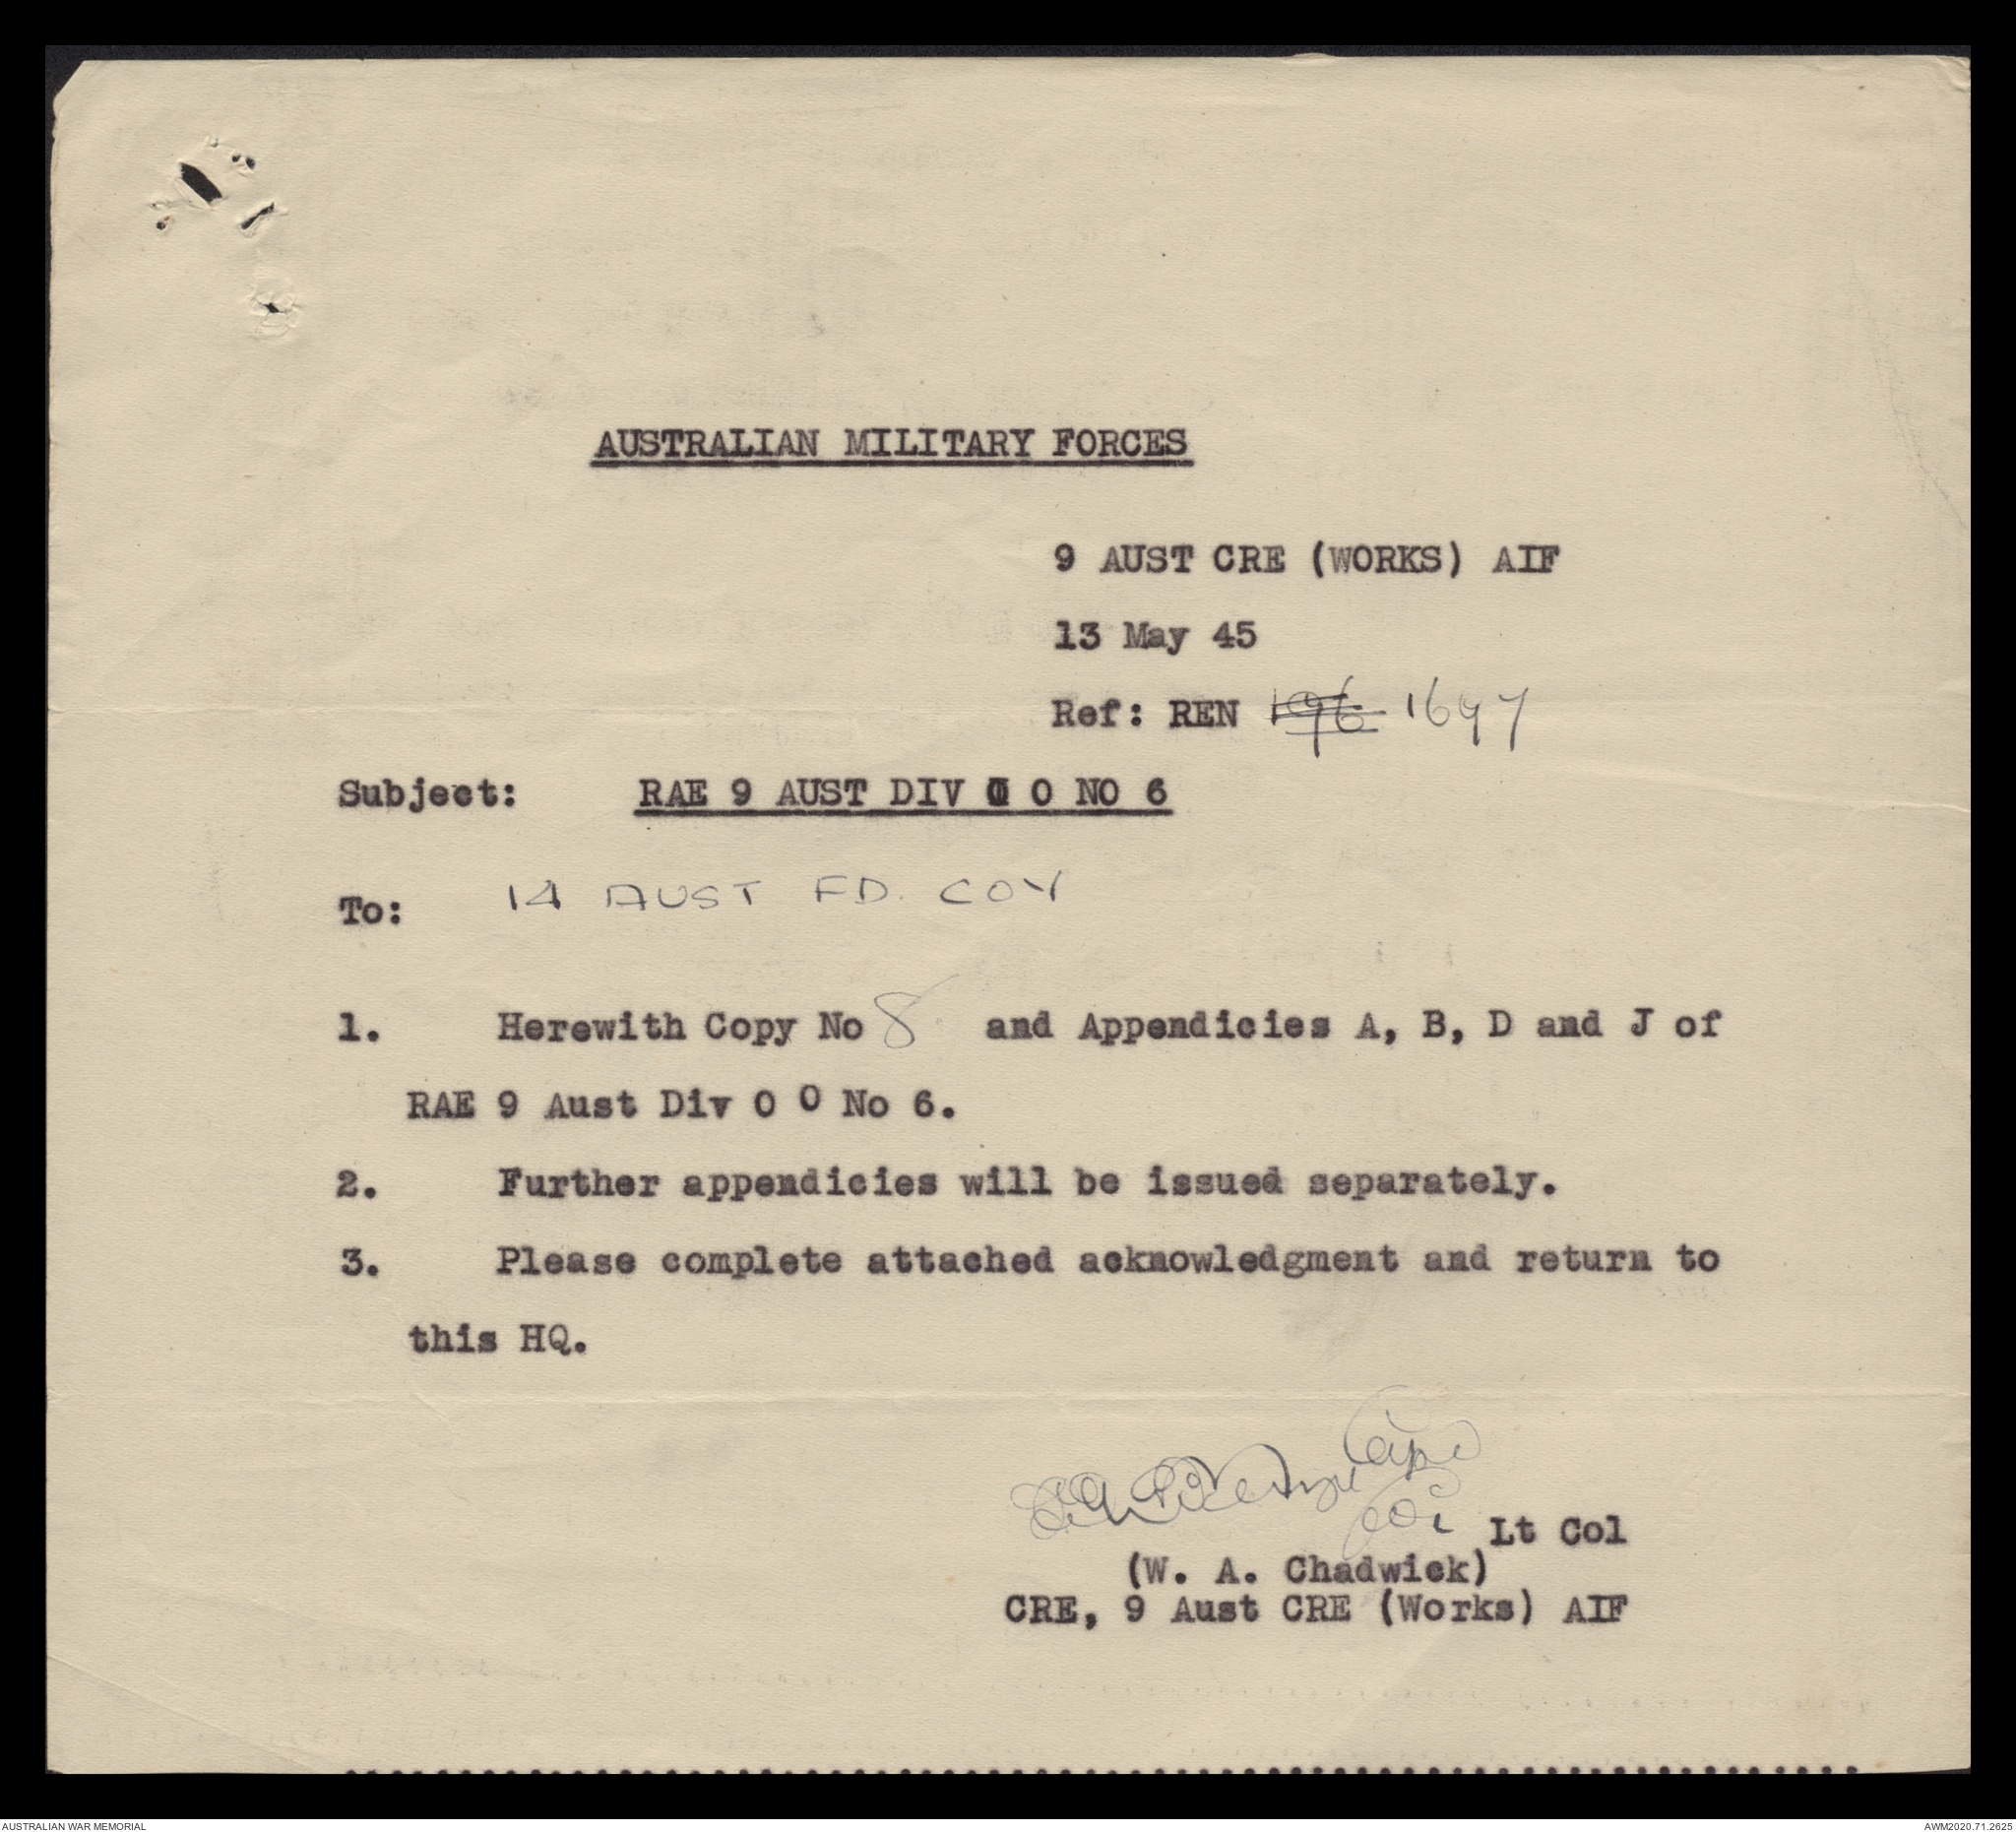 AUSTRALIAN MILITARY FORCES
9 AUST CRE (WORKS) AIF
13 May 45
Ref: REN 196 1697
Subject: RAE 9 AUST DIV O O NO 6
To: 14 AUST FD. COY
1. Herewith Copy No 8 and Appendicies A, B, D and J of
RAE 9 Aust Div O O No 6.
2. Further appendicies will be issued separately.
3. Please complete attached acknowledgment and return to
this HQ.
Capt
for Lt Col
(W. A. Chadwick)
CRE, 9 Aust CRE (Works) AIF
AUSTRALIAN WAR MEMORIAL
AWM2020.71.2625